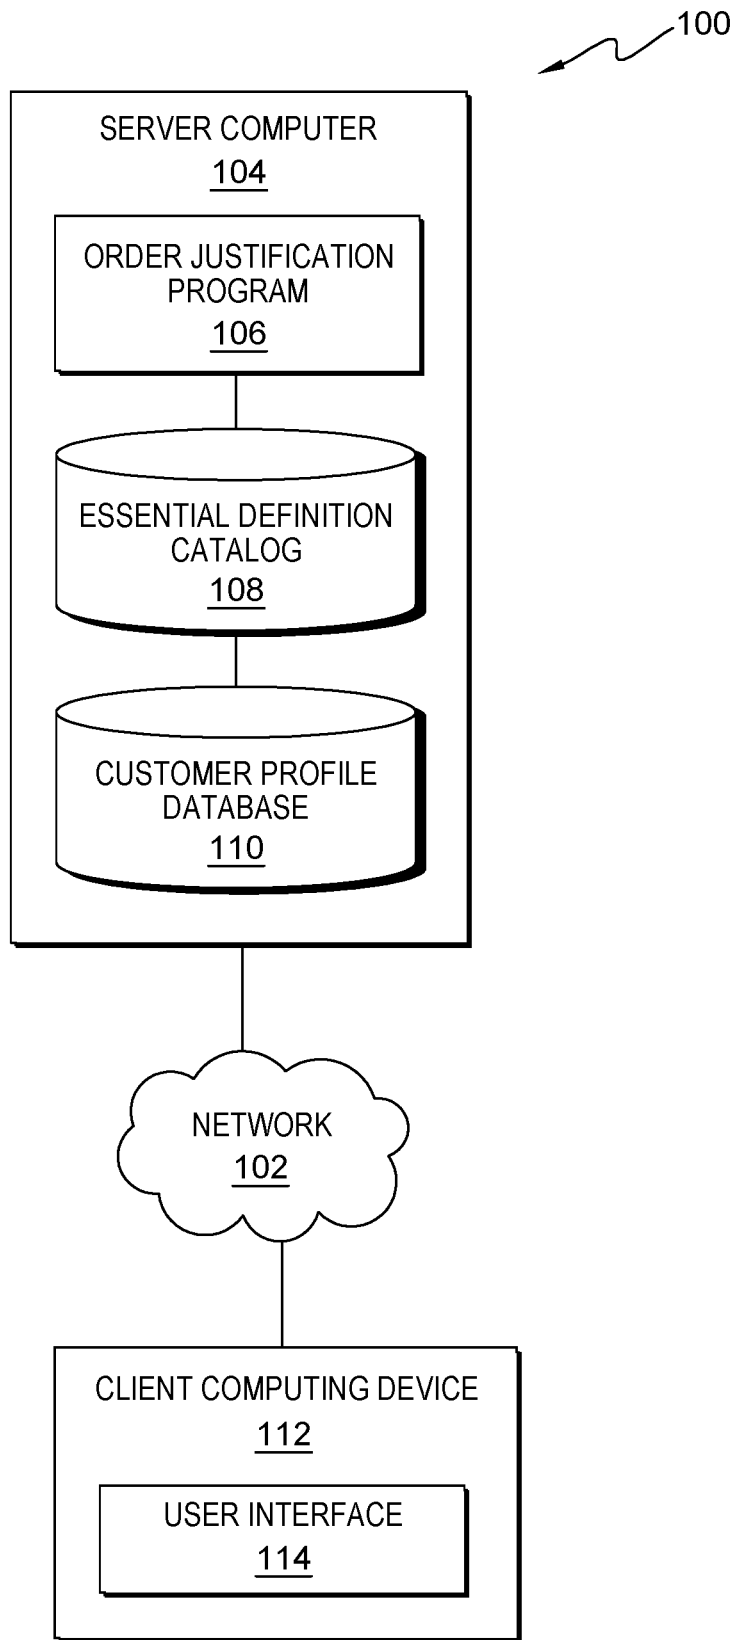 100
SERVER COMPUTER
104
ORDER JUSTIFICATION
PROGRAM
106
ESSENTIAL DEFINITION
CATALOG
108
CUSTOMER PROFILE
DATABASE
110
NETWORK
102
CLIENT COMPUTING DEVICE
112
USER INTERFACE
114